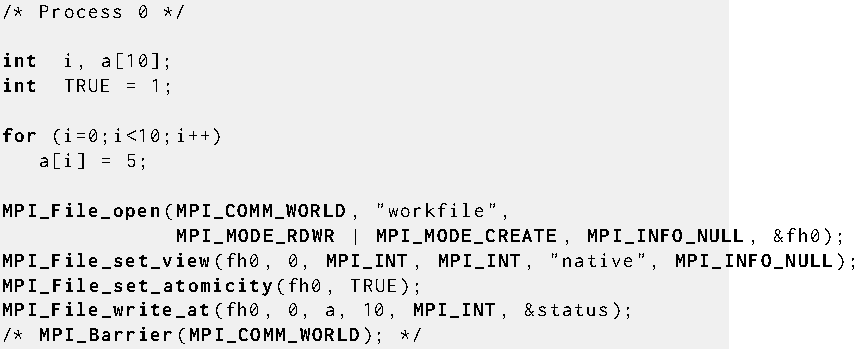 /* Process 0 */
int  i, a[10];
int  TRUE = 1;
for (i=0;i<10;i++)
   a[i] = 5;
MPI_File_open(MPI_COMM_WORLD, "workfile",
              MPI_MODE_RDWR | MPI_MODE_CREATE, MPI_INFO_NULL, &fh0);
MPI_File_set_view(fh0, 0, MPI_INT, MPI_INT, "native", MPI_INFO_NULL);
MPI_File_set_atomicity(fh0, TRUE);
MPI_File_write_at(fh0, 0, a, 10, MPI_INT, &status);
/* MPI_Barrier(MPI_COMM_WORLD); */